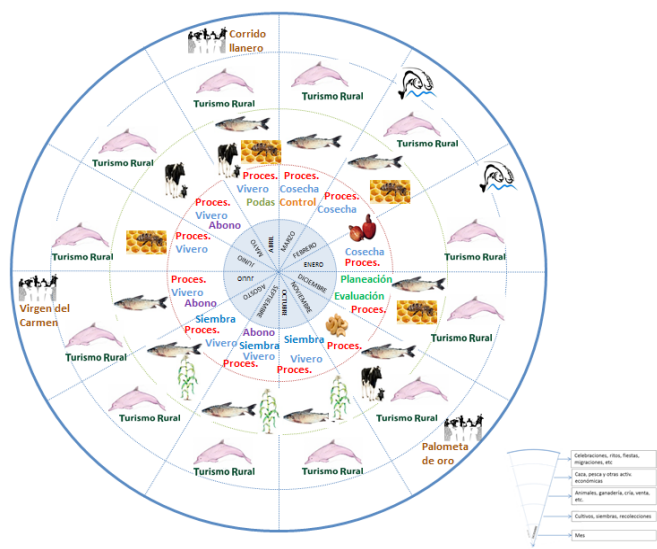 Corrido
llanero
Turismo Rural
Turismo Rural
Turismo Rural
Turismo Rural
Proces.
Vivero
Podas
Proces.
Cosecha
Control
Proces.
Vivero
Abono
Proces.
Cosecha
Turismo Rural
Proces.
Vivero
Cosecha
Proces.
Turismo Rural
ABRIL
MARZO
MAYO
FEBRERO
JUNIO
ENERO
JULIO
DICIEMBRE
AGOSTO
NOVIEMBRE
SEPTIEMBRE
OCTUBRE
Proces.
Vivero
Abono
Planeación
Evaluación
Proces.
Virgen del
Carmen
Siembra
Proces.
Vivero
Abono
Siembra
Vivero
Proces.
Siembra
Vivero
Proces.
Proces.
Turismo Rural
Turismo Rural
Turismo Rural
Turismo Rural
Palometa
de oro
Turismo Rural
Turismo Rural
Celebraciones, ritos, fiestas,
migraciones, etc
Caza, pesca y otras activ.
económicas
Animales, ganadería, cría, venta,
etc.
Cultivos, siembras, recolecciones
Mes